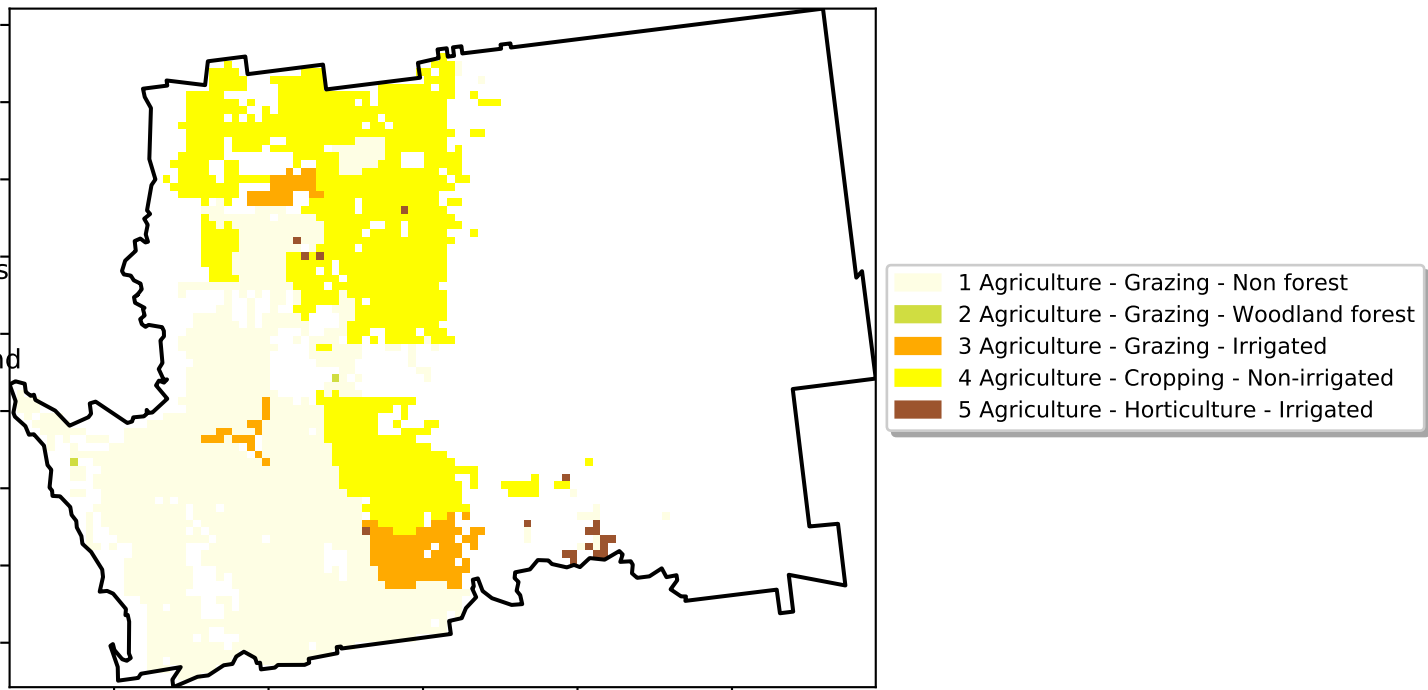 s
nd
1 Agriculture - Grazing - Non forest
2 Agriculture - Grazing - Woodland forest
3 Agriculture - Grazing - Irrigated
4 Agriculture - Cropping - Non-irrigated
5 Agriculture - Horticulture - Irrigated